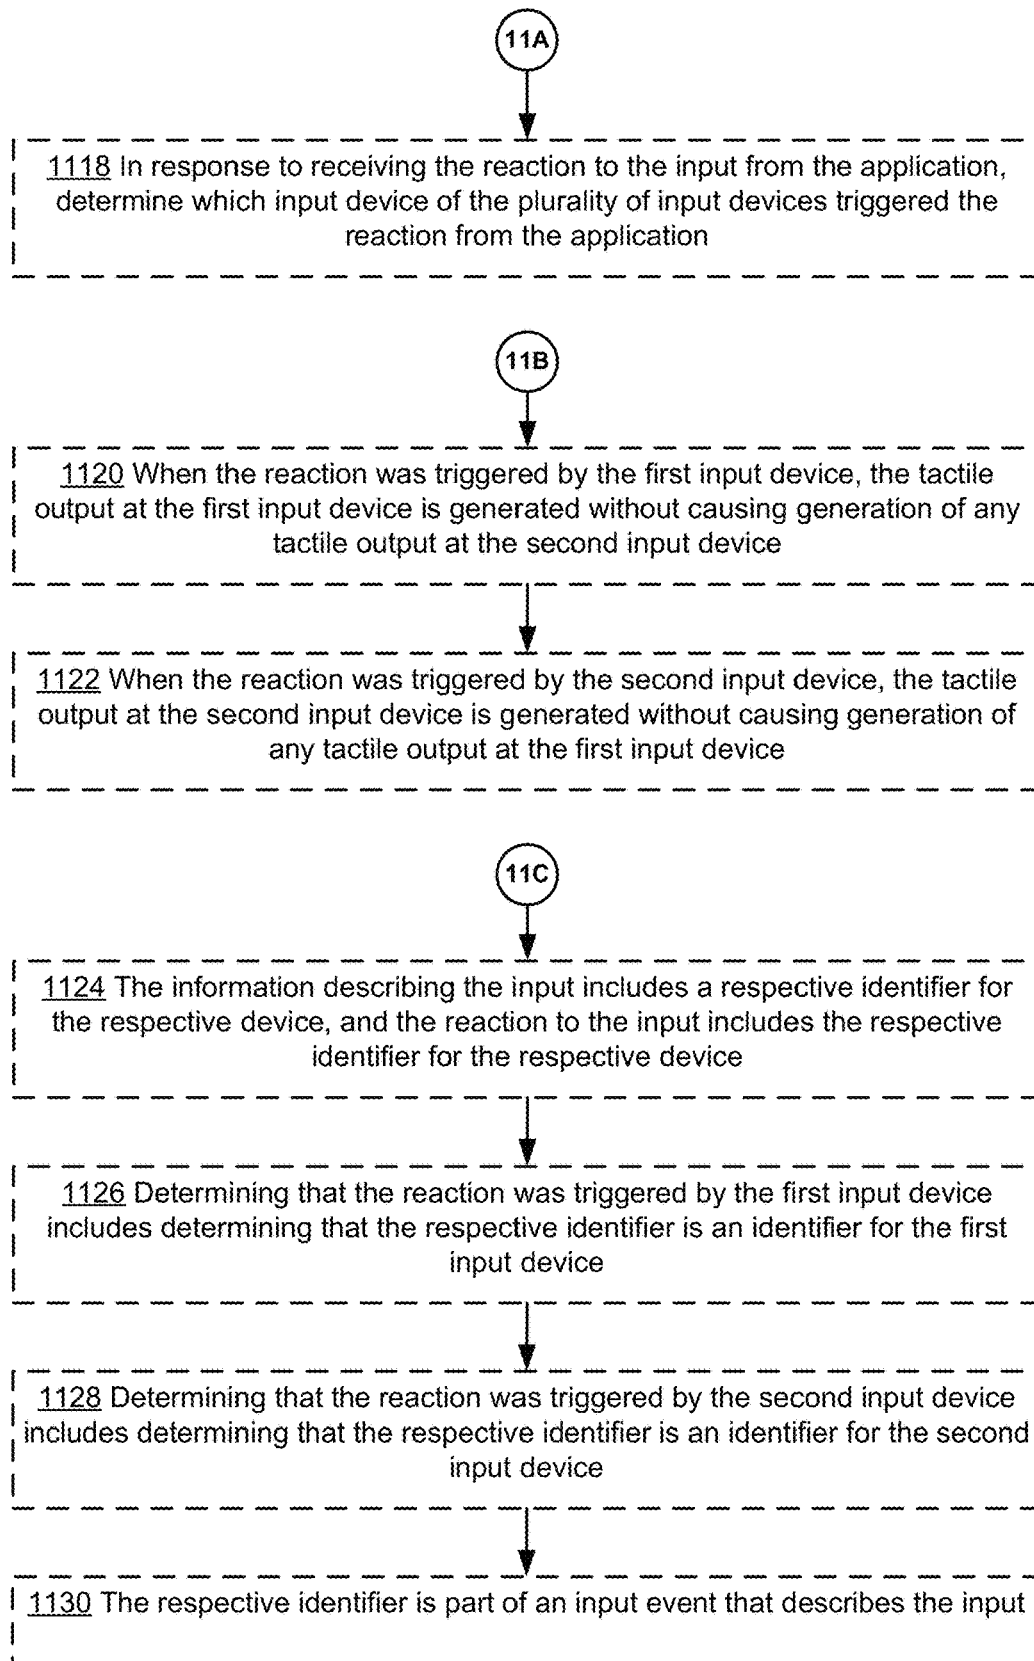 11A
1118 In response to receiving the reaction to the input from the application,
determine which input device of the plurality of input devices triggered the
reaction from the application
11B
1120 When the reaction was triggered by the first input device, the tactile
output at the first input device is generated without causing generation of any
tactile output at the second input device
1122 When the reaction was triggered by the second input device, the tactile
output at the second input device is generated without causing generation of
any tactile output at the first input device
11C
1124 The information describing the input includes a respective identifier for
the respective device, and the reaction to the input includes the respective
identifier for the respective device
1126 Determining that the reaction was triggered by the first input device
includes determining that the respective identifier is an identifier for the first
input device
1128 Determining that the reaction was triggered by the second input device
includes determining that the respective identifier is an identifier for the second
input device
1130 The respective identifier is part of an input event that describes the input